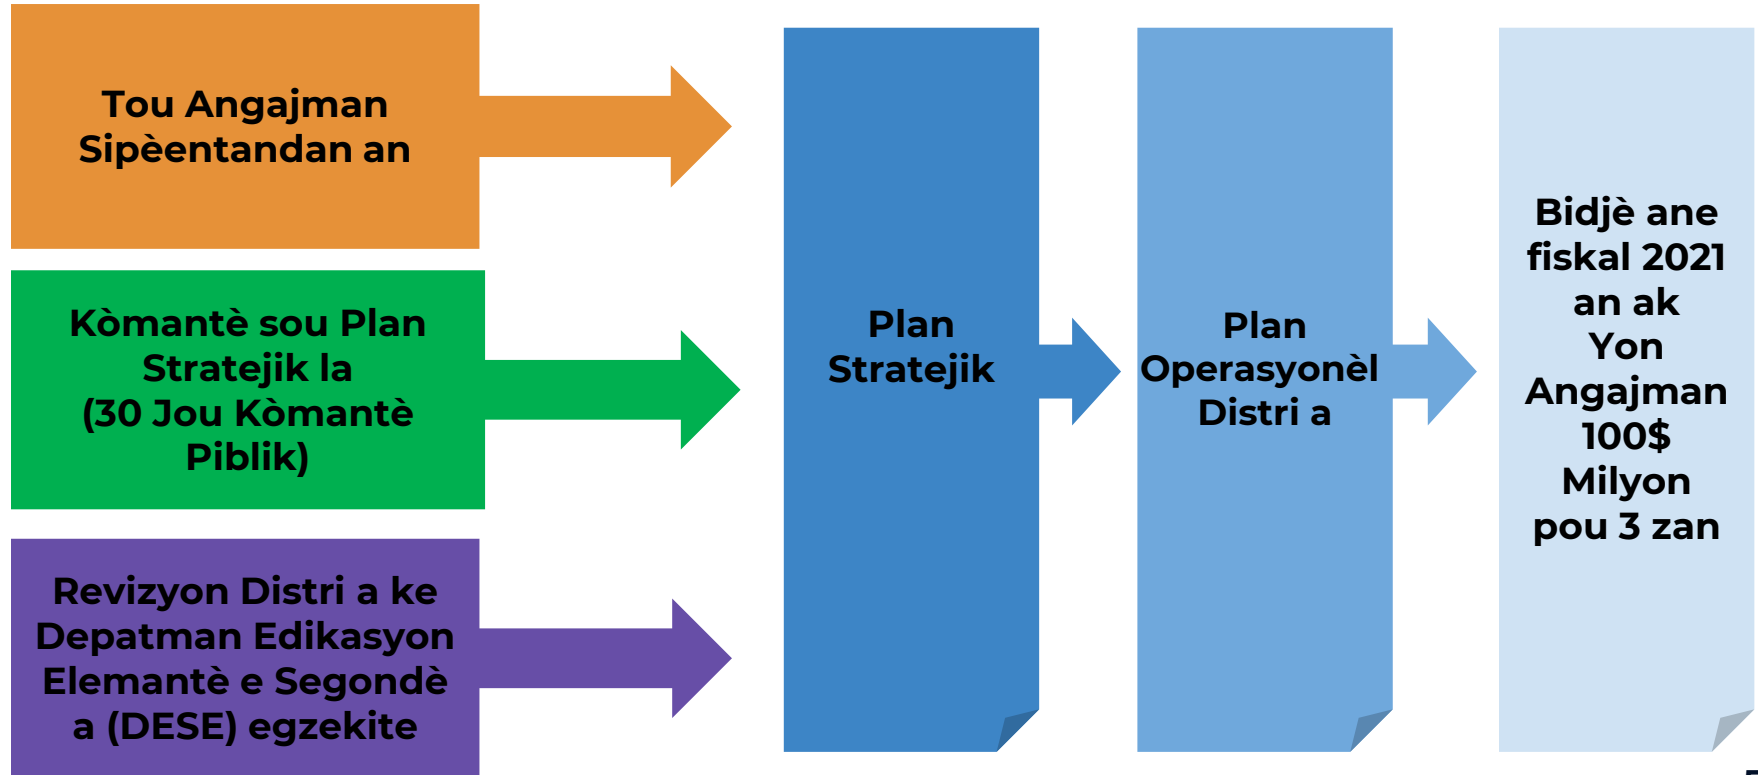 Tou Angajman
Sipèentandan an
Kòmantè sou Plan
Stratejik la
(30 Jou Kòmantè
Piblik)
Revizyon Distri a ke
Depatman Edikasyon
Elemantè e Segondè
a (DESE) egzekite
Plan
Stratejik
Plan
Operasyonèl
Distri a
Bidjè ane
fiskal 2021
an ak
Yon
Angajman
100$
Milyon
pou 3 zan